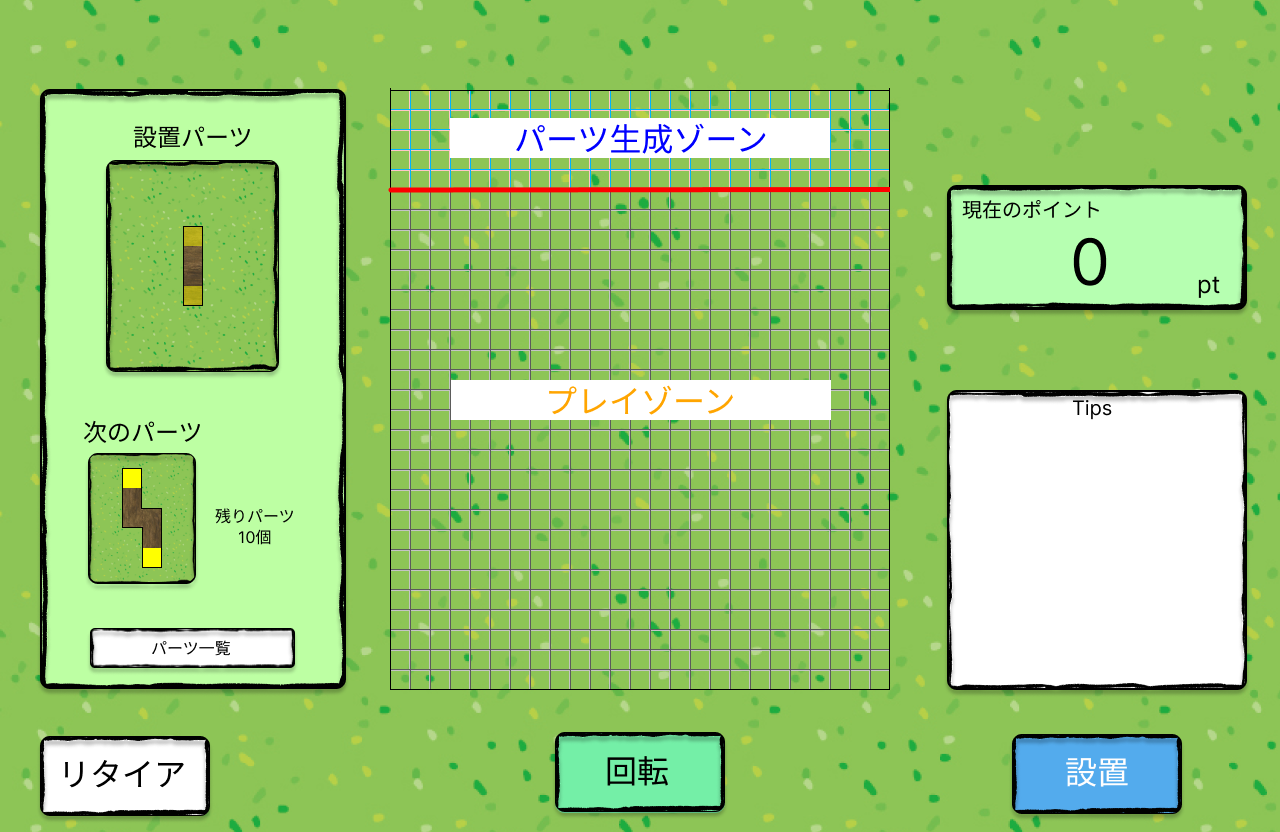 設置パーツ
次のパーツ
残りパーツ
10個
パーツ一覧
リタイア
パーツ生成ゾーン
プレイゾーン
回転
現在のポイント
0
pt
Tips
設置